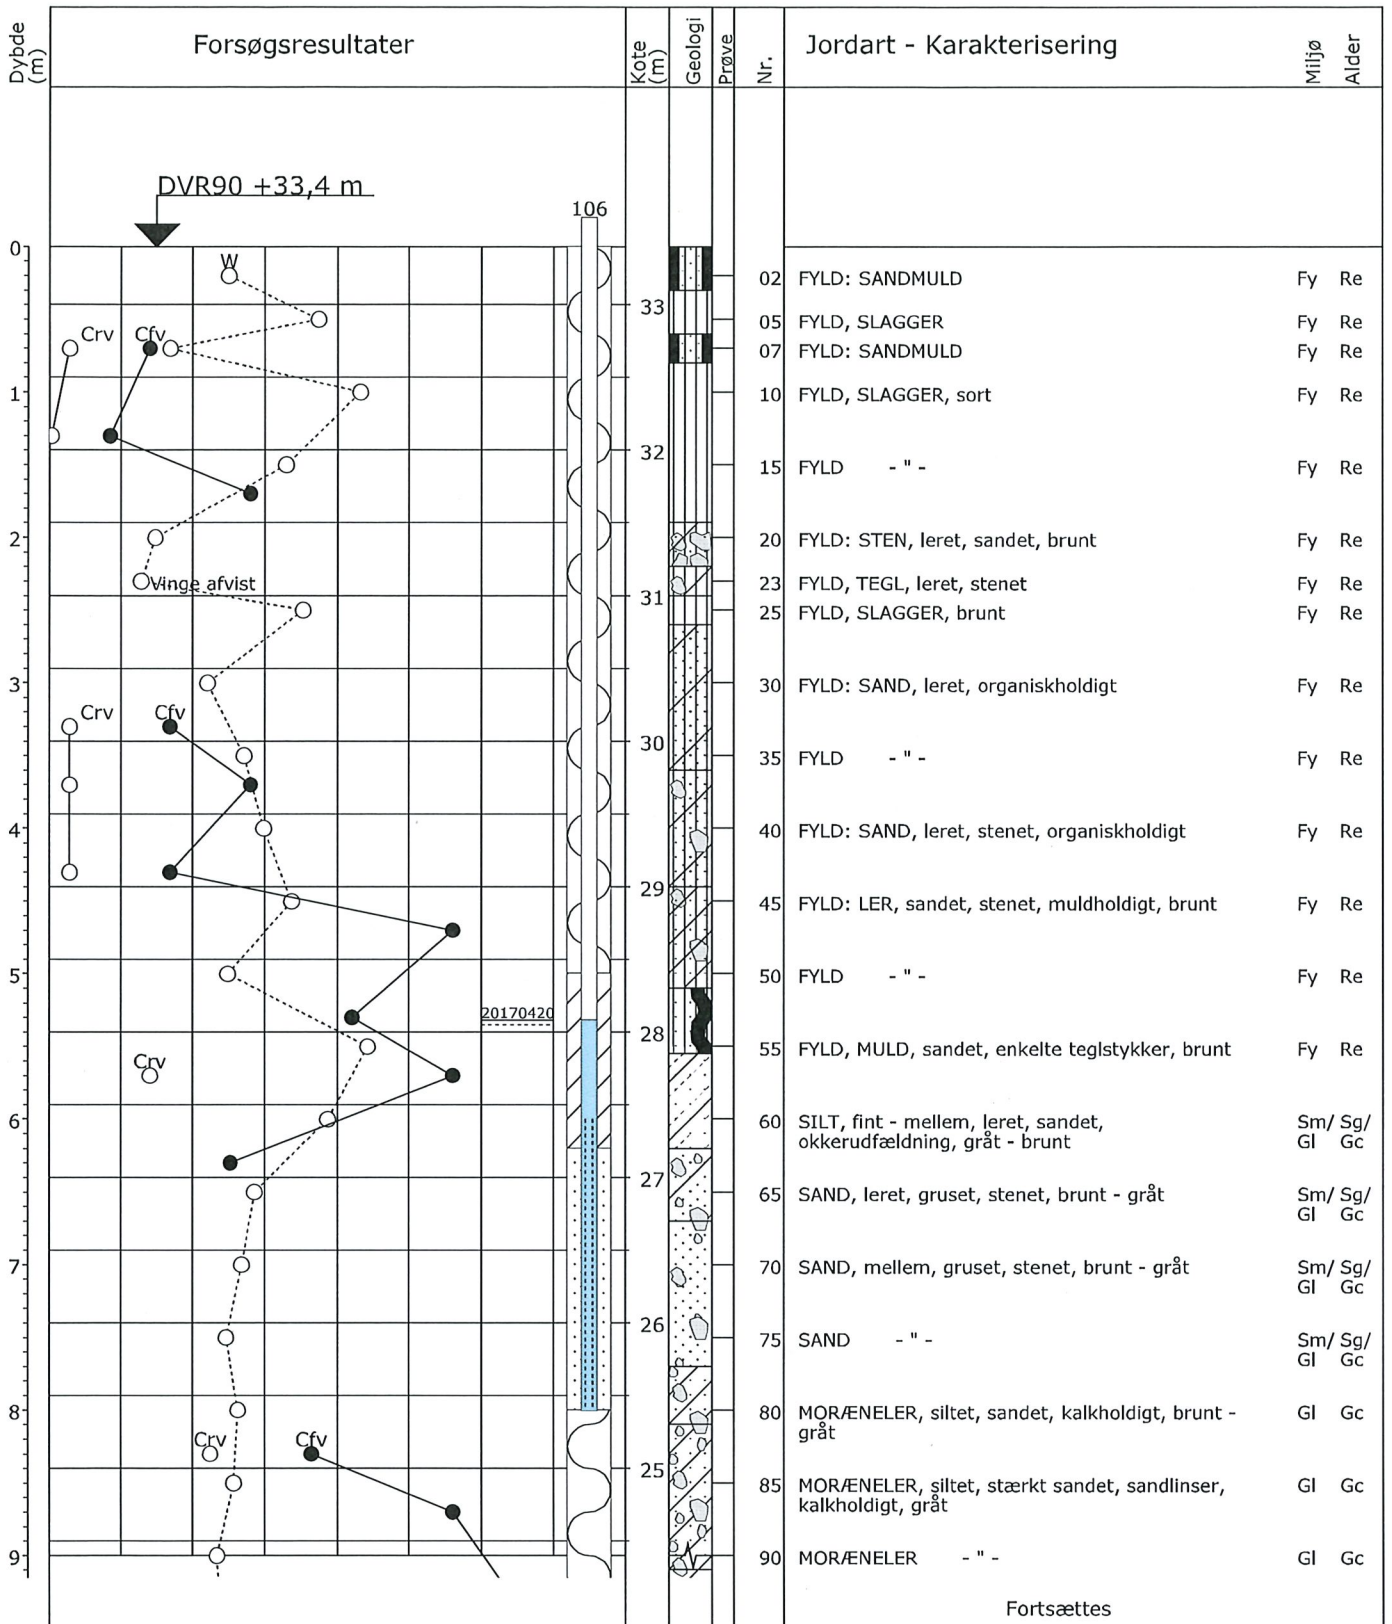 Dybde (m)
Forsøgsresultater
Kote (m)
Geologi
Prøve
Nr.
Jordart - Karakterisering
Miljø
Alder
DVR90 +33,4 m
106
0
W
02 FYLD: SANDMULD Fy Re
33
05 FYLD, SLAGGER Fy Re
Crv Cfv
07 FYLD: SANDMULD Fy Re
1
10 FYLD, SLAGGER, sort Fy Re
32
15 FYLD - " - Fy Re
2
20 FYLD: STEN, leret, sandet, brunt Fy Re
Vinge afvist
23 FYLD, TEGL, leret, stenet Fy Re
31
25 FYLD, SLAGGER, brunt Fy Re
3
30 FYLD: SAND, leret, organiskholdigt Fy Re
Crv Cfv
30
35 FYLD - " - Fy Re
4
40 FYLD: SAND, leret, stenet, organiskholdigt Fy Re
29
45 FYLD: LER, sandet, stenet, muldholdigt, brunt Fy Re
5
50 FYLD - " - Fy Re
20170420
28
55 FYLD, MULD, sandet, enkelte teglstykker, brunt Fy Re
Crv
6
60 SILT, fint - mellem, leret, sandet, Sm/ Sg/
okkerudfældning, gråt - brunt Gl Gc
27
65 SAND, leret, gruset, stenet, brunt - gråt Sm/ Sg/
Gl Gc
7
70 SAND, mellem, gruset, stenet, brunt - gråt Sm/ Sg/
Gl Gc
26
75 SAND - " - Sm/ Sg/
Gl Gc
8
80 MORÆNELER, siltet, sandet, kalkholdigt, brunt - Gl Gc
gråt
Crv Cfv
25
85 MORÆNELER, siltet, stærkt sandet, sandlinser, Gl Gc
kalkholdigt, gråt
9
90 MORÆNELER - " - Gl Gc
Fortsættes